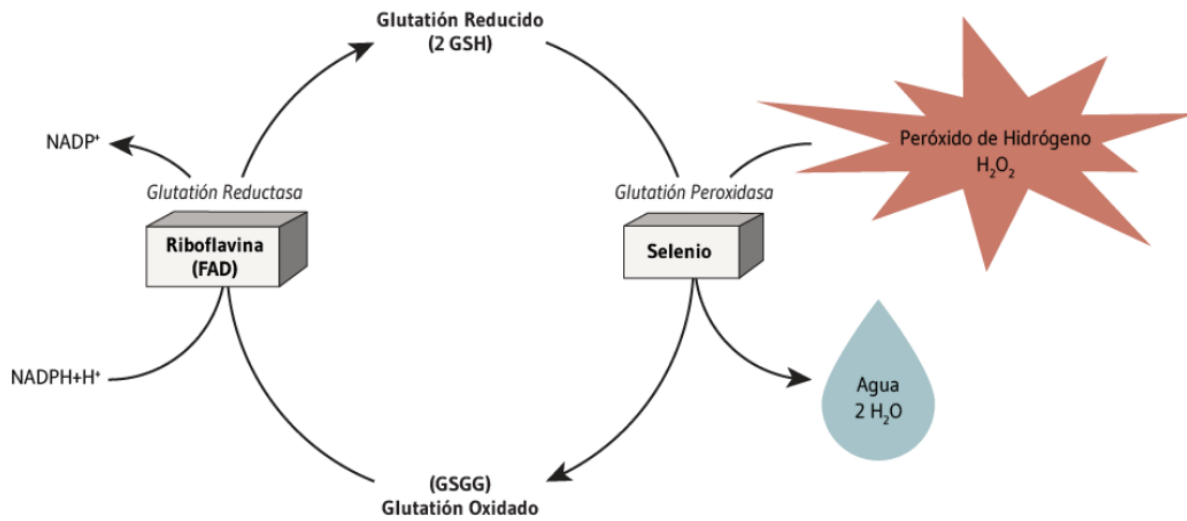 Glutatión Reducido
(2 GSH)
NADP⁺
Glutatión Reductasa
Riboflavina
(FAD)
NADPH+H⁺
Glutatión Peroxidasa
Selenio
Peróxido de Hidrógeno
H₂O₂
Agua
2 H₂O
(GSGG)
Glutatión Oxidado